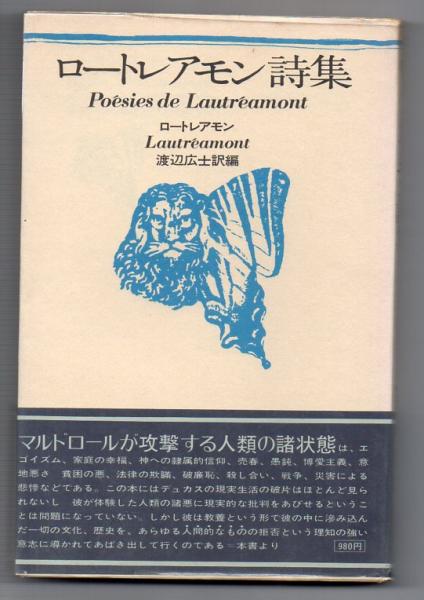 ロートレアモン詩集
Poésies de Lautréamont
ロートレアモン
Lautréamont
渡辺広士訳編
マルドロールが攻撃する人類の諸状態は、エ
ゴイズム、家庭の幸福、神への隷属的信仰、売春、愚鈍、博愛主義、意
地悪さ 貧困の悪、法律の欺瞞、破廉恥、殺し合い、戦争、災害による
悲惨などである。この本にはデュカスの現実生活の破片はほとんど見
られないし 彼が体験した人類の諸悪に現実的な批判をあびせるというこ
とは問題になっていない。しかし彼は教養という形で彼の中に滲み込ん
だ一切の文化、歴史を、あらゆる人間的なものの拒否という理知の強い
意志に導かれてあばき出して行くのである―本書より
980円